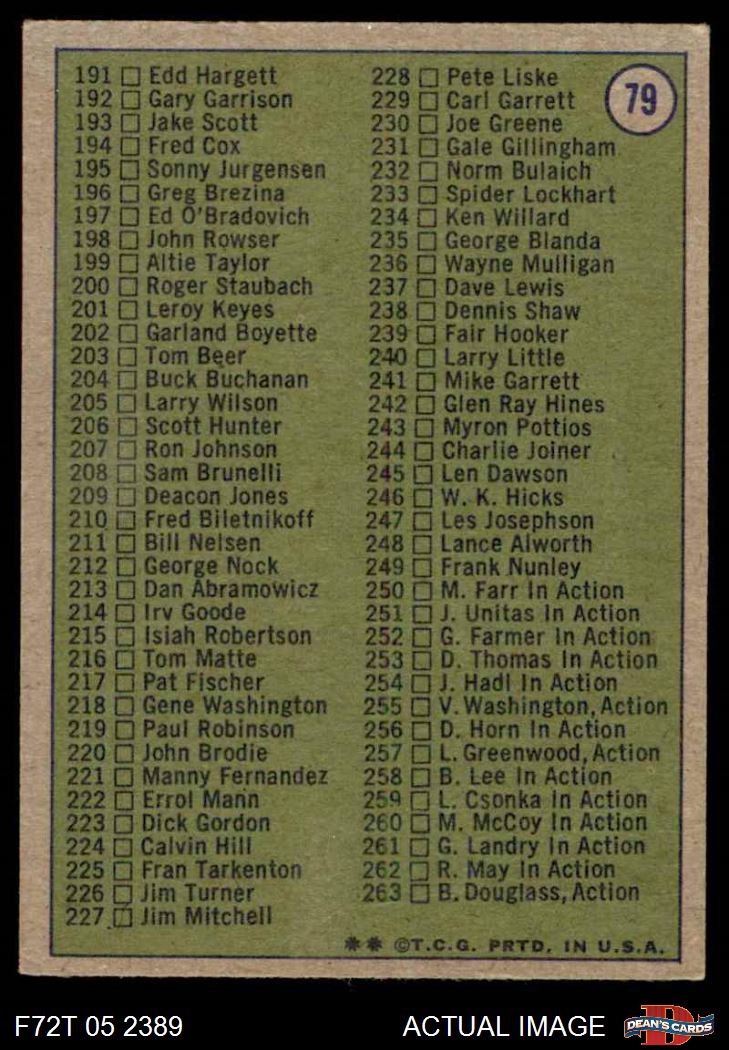 79
191 Edd Hargett
192 Gary Garrison
193 Jake Scott
194 Fred Cox
195 Sonny Jurgensen
196 Greg Brezina
197 Ed O'Bradovich
198 John Rowser
199 Altie Taylor
200 Roger Staubach
201 Leroy Keyes
202 Garland Boyette
203 Tom Beer
204 Buck Buchanan
205 Larry Wilson
206 Scott Hunter
207 Ron Johnson
208 Sam Brunelli
209 Deacon Jones
210 Fred Biletnikoff
211 Bill Nelsen
212 George Nock
213 Dan Abramowicz
214 Irv Goode
215 Isiah Robertson
216 Tom Matte
217 Pat Fischer
218 Gene Washington
219 Paul Robinson
220 John Brodie
221 Manny Fernandez
222 Errol Mann
223 Dick Gordon
224 Calvin Hill
225 Fran Tarkenton
226 Jim Turner
227 Jim Mitchell
228 Pete Liske
229 Carl Garrett
230 Joe Greene
231 Gale Gillingham
232 Norm Bulaich
233 Spider Lockhart
234 Ken Willard
235 George Blanda
236 Wayne Mulligan
237 Dave Lewis
238 Dennis Shaw
239 Fair Hooker
240 Larry Little
241 Mike Garrett
242 Glen Ray Hines
243 Myron Pottios
244 Charlie Joiner
245 Len Dawson
246 W. K. Hicks
247 Les Josephson
248 Lance Alworth
249 Frank Nunley
250 M. Farr In Action
251 J. Unitas In Action
252 G. Farmer In Action
253 D. Thomas In Action
254 J. Hadl In Action
255 V. Washington, Action
256 D. Horn In Action
257 L. Greenwood, Action
258 B. Lee In Action
259 L. Csonka In Action
260 M. McCoy In Action
261 G. Landry In Action
262 R. May In Action
263 B. Douglass, Action
** ©T.C.G. PRTD. IN U.S.A.
F72T 05 2389
ACTUAL IMAGE
D
DEAN'S CARDS